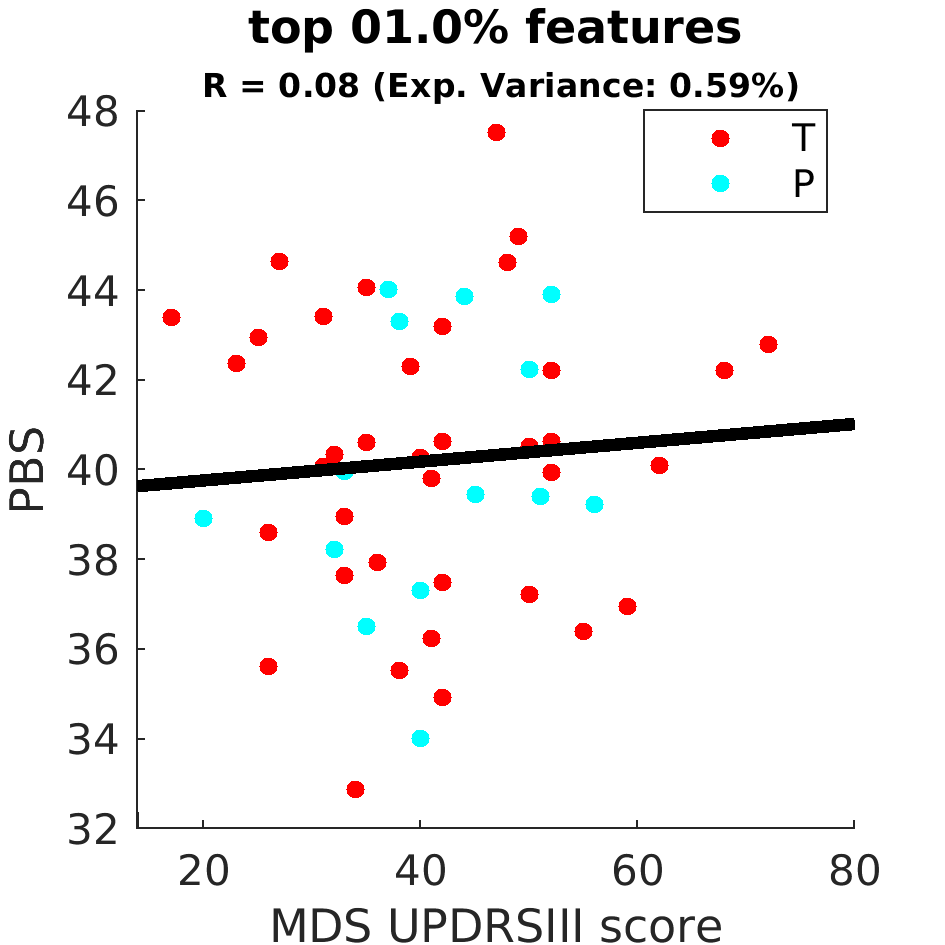 top 01.0% features
R = 0.08 (Exp. Variance: 0.59%)
T
P
48
46
44
42
40
38
36
34
32
PBS
20 40 60 80
MDS UPDRSIII score